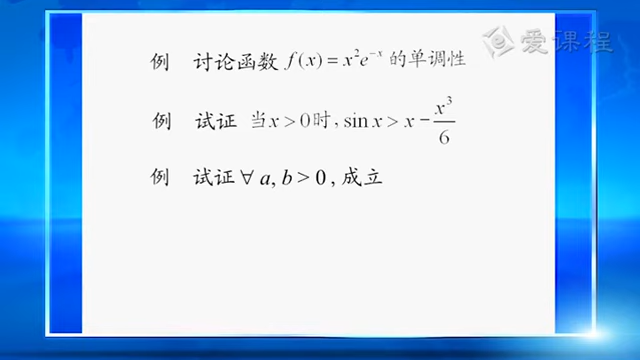 爱课程
例 讨论函数 f(x) = x²e⁻ˣ 的单调性
例 试证 当x > 0时, sin x > x − x³/6
例 试证 ∀ a, b > 0 , 成立